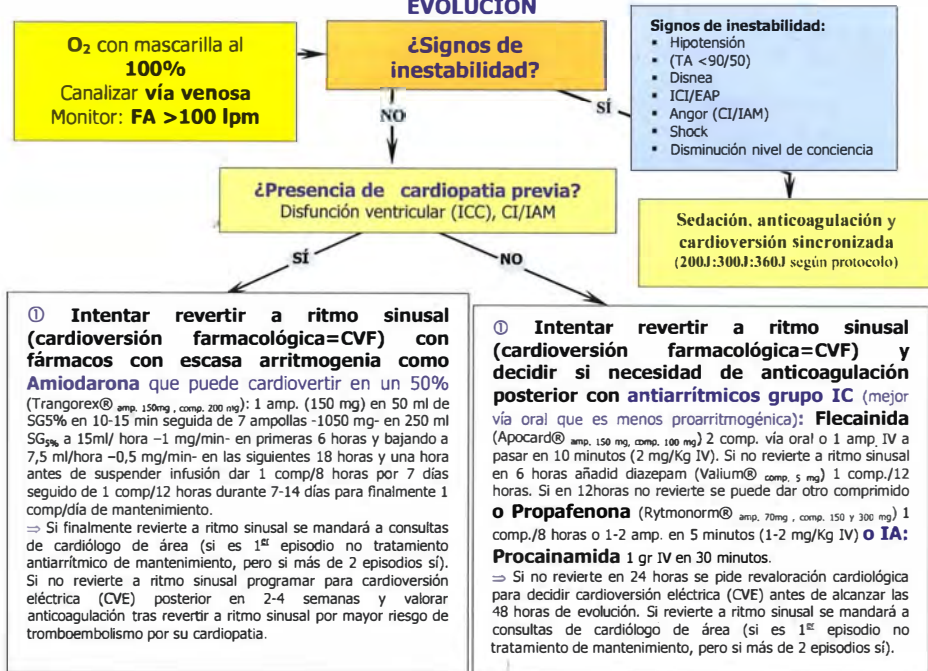 EVOLUCIÓN
O₂ con mascarilla al
100%
Canalizar vía venosa
Monitor: FA >100 lpm
¿Signos de
inestabilidad?
Signos de inestabilidad:
▪ Hipotensión
▪ (TA <90/50)
▪ Disnea
▪ ICI/EAP
▪ Angor (CI/IAM)
▪ Shock
▪ Disminución nivel de conciencia
NO
SÍ
¿Presencia de cardiopatia previa?
Disfunción ventricular (ICC), CI/IAM
Sedación, anticoagulación y
cardioversión sincronizada
(200J:300J:360J según protocolo)
SÍ
NO
① Intentar revertir a ritmo sinusal
(cardioversión farmacológica=CVF) con
fármacos con escasa arritmogenia como
Amiodarona que puede cardiovertir en un 50%
(Trangorex® amp. 150mg , comp. 200 mg): 1 amp. (150 mg) en 50 ml de
SG5% en 10-15 min seguida de 7 ampollas -1050 mg- en 250 ml
SG5% a 15ml/ hora –1 mg/min- en primeras 6 horas y bajando a
7,5 ml/hora –0,5 mg/min- en las siguientes 18 horas y una hora
antes de suspender infusión dar 1 comp/8 horas por 7 días
seguido de 1 comp/12 horas durante 7-14 días para finalmente 1
comp/día de mantenimiento.
⇒ Si finalmente revierte a ritmo sinusal se mandará a consultas
de cardiólogo de área (si es 1er episodio no tratamiento
antiarrítmico de mantenimiento, pero si más de 2 episodios sí).
Si no revierte a ritmo sinusal programar para cardioversión
eléctrica (CVE) posterior en 2-4 semanas y valorar
anticoagulación tras revertir a ritmo sinusal por mayor riesgo de
tromboembolismo por su cardiopatia.
① Intentar revertir a ritmo sinusal
(cardioversión farmacológica=CVF) y
decidir si necesidad de anticoagulación
posterior con antiarrítmicos grupo IC (mejor
vía oral que es menos proarritmogénica): Flecainida
(Apocard® amp. 150 mg, comp. 100 mg) 2 comp. vía oral o 1 amp. IV a
pasar en 10 minutos (2 mg/Kg IV). Si no revierte a ritmo sinusal
en 6 horas añadid diazepam (Valium® comp. 5 mg) 1 comp./12
horas. Si en 12horas no revierte se puede dar otro comprimido
o Propafenona (Rytmonorm® amp. 70mg , comp. 150 y 300 mg) 1
comp./8 horas o 1-2 amp. en 5 minutos (1-2 mg/Kg IV) o IA:
Procainamida 1 gr IV en 30 minutos.
⇒ Si no revierte en 24 horas se pide revaloración cardiológica
para decidir cardioversión eléctrica (CVE) antes de alcanzar las
48 horas de evolución. Si revierte a ritmo sinusal se mandará a
consultas de cardiólogo de área (si es 1er episodio no
tratamiento de mantenimiento, pero si más de 2 episodios sí).